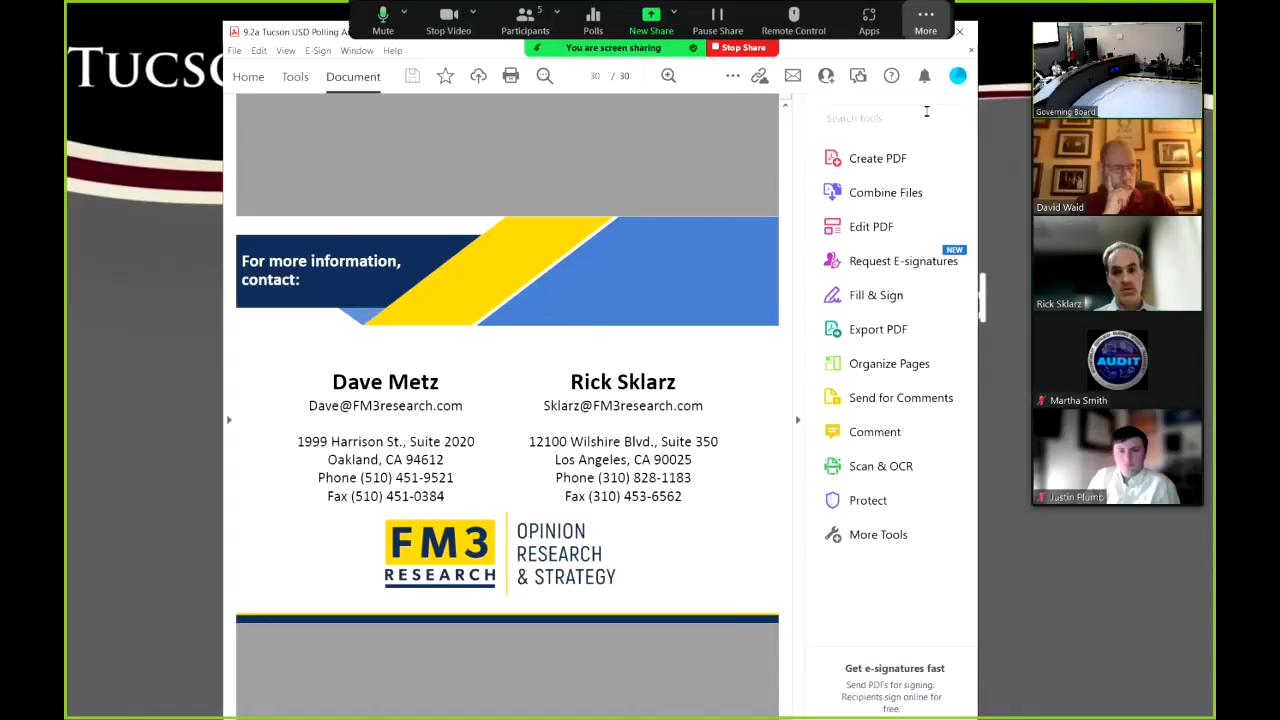 TUCSO
9.2a Tucson USD Polling An
Mute
Stop Video
5
Participants
Polls
New Share
Pause Share
Remote Control
Apps
More
You are screen sharing
Stop Share
File Edit View E-Sign Window Help
Home Tools Document
30 / 30
Search tools
Create PDF
Combine Files
Edit PDF
NEW
Request E-signatures
Fill & Sign
Export PDF
Organize Pages
Send for Comments
Comment
Scan & OCR
Protect
More Tools
Get e-signatures fast
Send PDFs for signing.
Recipients sign online for
free.
For more information,
contact:
Dave Metz
Dave@FM3research.com
1999 Harrison St., Suite 2020
Oakland, CA 94612
Phone (510) 451-9521
Fax (510) 451-0384
Rick Sklarz
Sklarz@FM3research.com
12100 Wilshire Blvd., Suite 350
Los Angeles, CA 90025
Phone (310) 828-1183
Fax (310) 453-6562
FM3
RESEARCH
OPINION
RESEARCH
& STRATEGY
Governing Board
David Waid
Rick Sklarz
AUDIT
Martha Smith
Justin Plumb